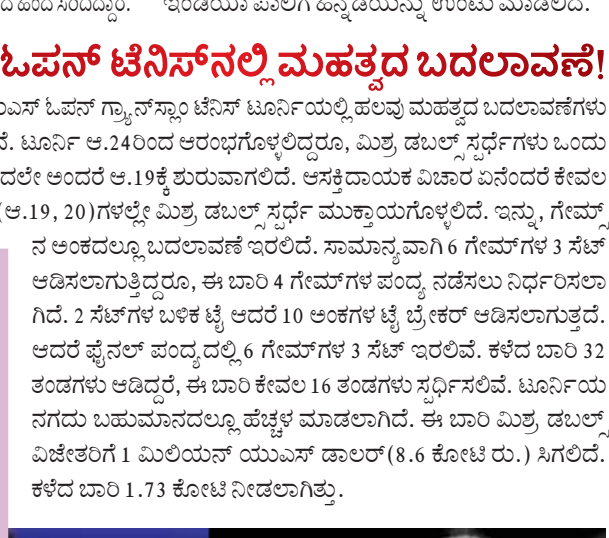 ಇಂಡಿಯಾ ಪಾಲಿಗೆ ಹಿನ್ನಡೆಯನ್ನು ಉಂಟು ಮಾಡಲಿದೆ.
ಓಪನ್ ಟೆನಿಸ್‌ನಲ್ಲಿ ಮಹತ್ವದ ಬದಲಾವಣೆ!
ಓಪನ್ ಗ್ರ್ಯಾನ್‌ಸ್ಲಾಂ ಟೆನಿಸ್ ಟೂರ್ನಿಯಲ್ಲಿ ಹಲವು ಮಹತ್ವದ ಬದಲಾವಣೆಗಳು
ಟೂರ್ನಿ ಆ.24ರಿಂದ ಆರಂಭಗೊಳ್ಳಲಿದ್ದರೂ, ಮಿಶ್ರ ಡಬಲ್ಸ್ ಸ್ಪರ್ಧೆಗಳು ಒಂದು
ದಲೇ ಅಂದರೆ ಆ.19ಕ್ಕೆ ಶುರುವಾಗಲಿದೆ. ಆಸಕ್ತಿದಾಯಕ ವಿಚಾರ ಏನೆಂದರೆ ಕೇವಲ
(ಆ.19, 20)ಗಳಲ್ಲೇ ಮಿಶ್ರ ಡಬಲ್ಸ್ ಸ್ಪರ್ಧೆ ಮುಕ್ತಾಯಗೊಳ್ಳಲಿದೆ. ಇನ್ನು, ಗೇಮ್ಸ್
ನ ಅಂಕದಲ್ಲೂ ಬದಲಾವಣೆ ಇರಲಿದೆ. ಸಾಮಾನ್ಯವಾಗಿ 6 ಗೇಮ್‌ಗಳ 3 ಸೆಟ್
ಆಡಿಸಲಾಗುತ್ತಿದ್ದರೂ, ಈ ಬಾರಿ 4 ಗೇಮ್‌ಗಳ ಪಂದ್ಯ ನಡೆಸಲು ನಿರ್ಧರಿಸಲಾ
ಗಿದೆ. 2 ಸೆಟ್‌ಗಳ ಬಳಿಕ ಟೈ ಆದರೆ 10 ಅಂಕಗಳ ಟೈ ಬ್ರೇಕರ್ ಆಡಿಸಲಾಗುತ್ತದೆ.
ಆದರೆ ಫೈನಲ್ ಪಂದ್ಯದಲ್ಲಿ 6 ಗೇಮ್‌ಗಳ 3 ಸೆಟ್ ಇರಲಿವೆ. ಕಳೆದ ಬಾರಿ 32
ತಂಡಗಳು ಆಡಿದ್ದರೆ, ಈ ಬಾರಿ ಕೇವಲ 16 ತಂಡಗಳು ಸ್ಪರ್ಧಿಸಲಿವೆ. ಟೂರ್ನಿಯ
ನಗದು ಬಹುಮಾನದಲ್ಲೂ ಹೆಚ್ಚಳ ಮಾಡಲಾಗಿದೆ. ಈ ಬಾರಿ ಮಿಶ್ರ ಡಬಲ್ಸ್
ವಿಜೇತರಿಗೆ 1 ಮಿಲಿಯನ್ ಯುಎಸ್ ಡಾಲರ್(8.6 ಕೋಟಿ ರು.) ಸಿಗಲಿದೆ.
ಕಳೆದ ಬಾರಿ 1.73 ಕೋಟಿ ನೀಡಲಾಗಿತ್ತು.